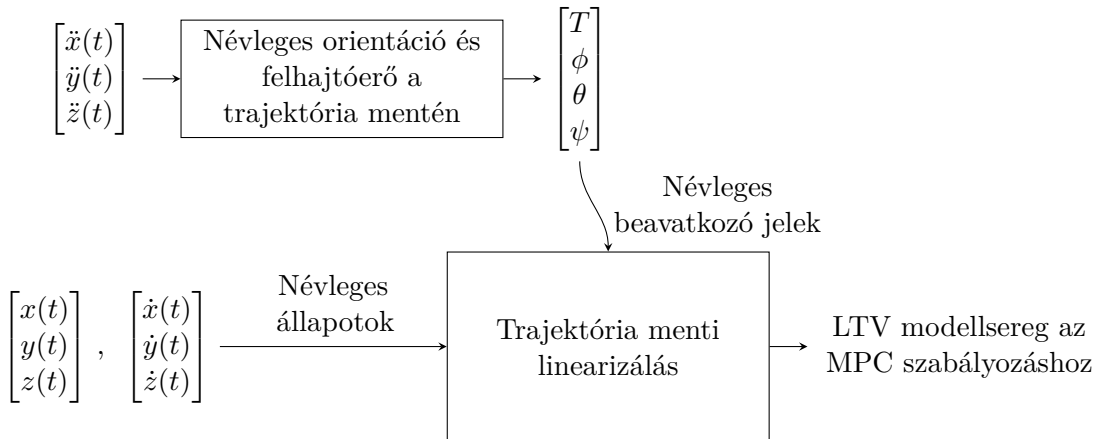 ẍ(t)
ÿ(t)
z̈(t)
Névleges orientáció és
felhajtóerő a
trajektória mentén
T
ϕ
θ
ψ
Névleges
beavatkozó jelek
x(t)
y(t)
z(t)
,
ẋ(t)
ẏ(t)
ż(t)
Névleges
állapotok
Trajektória menti
linearizálás
LTV modellsereg az
MPC szabályozáshoz